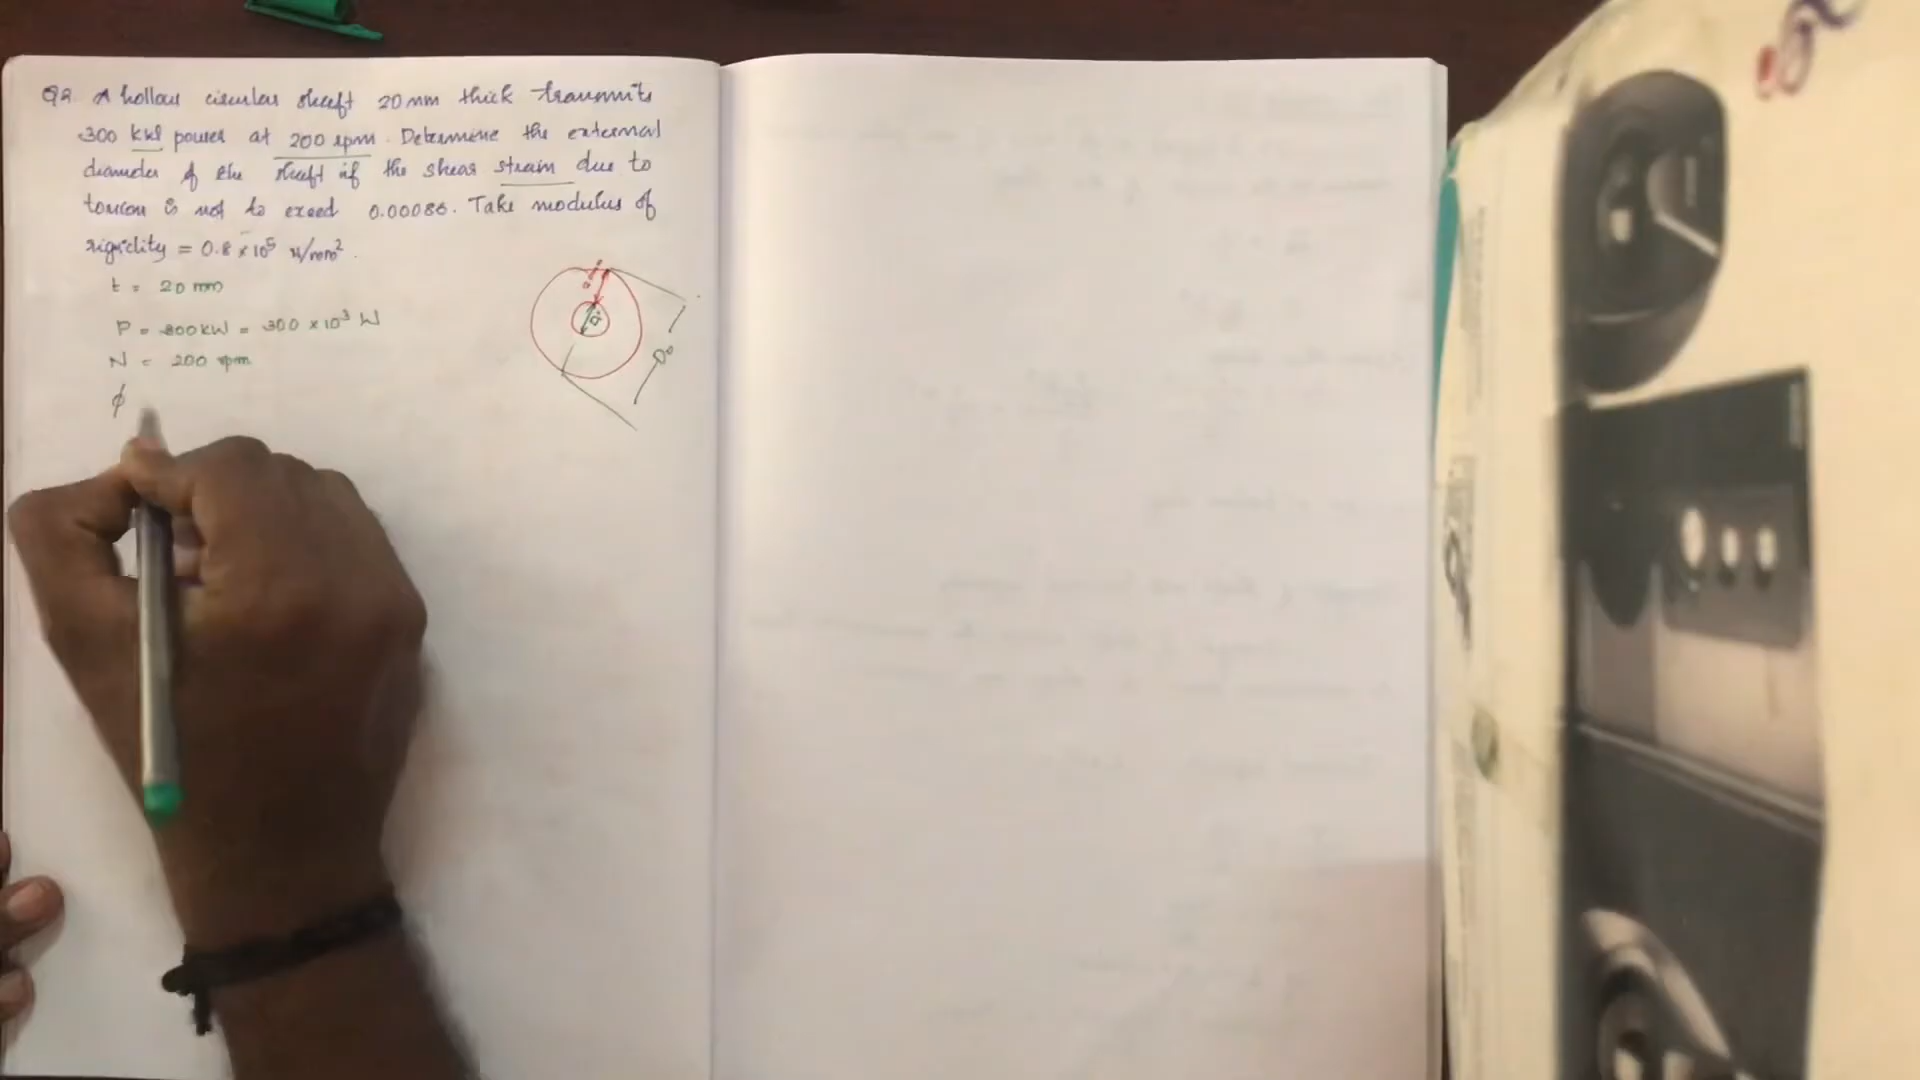 Q2. A hollow circular shaft 20 mm thick transmits
300 kW power at 200 rpm. Determine the external
diameter of the shaft if the shear strain due to
torsion is not to exceed 0.00086. Take modulus of
rigidity = 0.8 × 10⁵ N/mm².
t = 20 mm
P = 300 kW = 300 × 10³ W
N = 200 rpm
ϕ